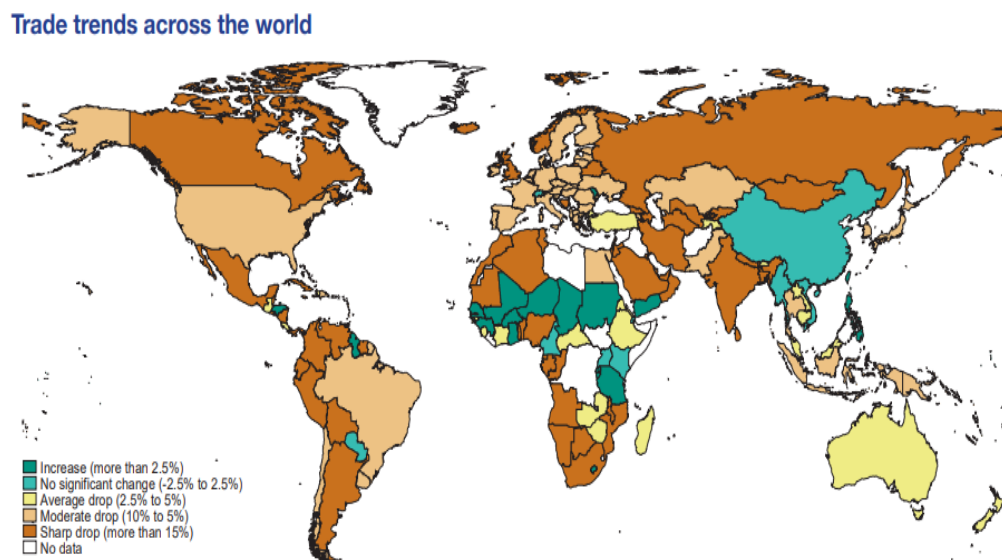 Trade trends across the world
Increase (more than 2.5%)
No significant change (-2.5% to 2.5%)
Average drop (2.5% to 5%)
Moderate drop (10% to 5%)
Sharp drop (more than 15%)
No data